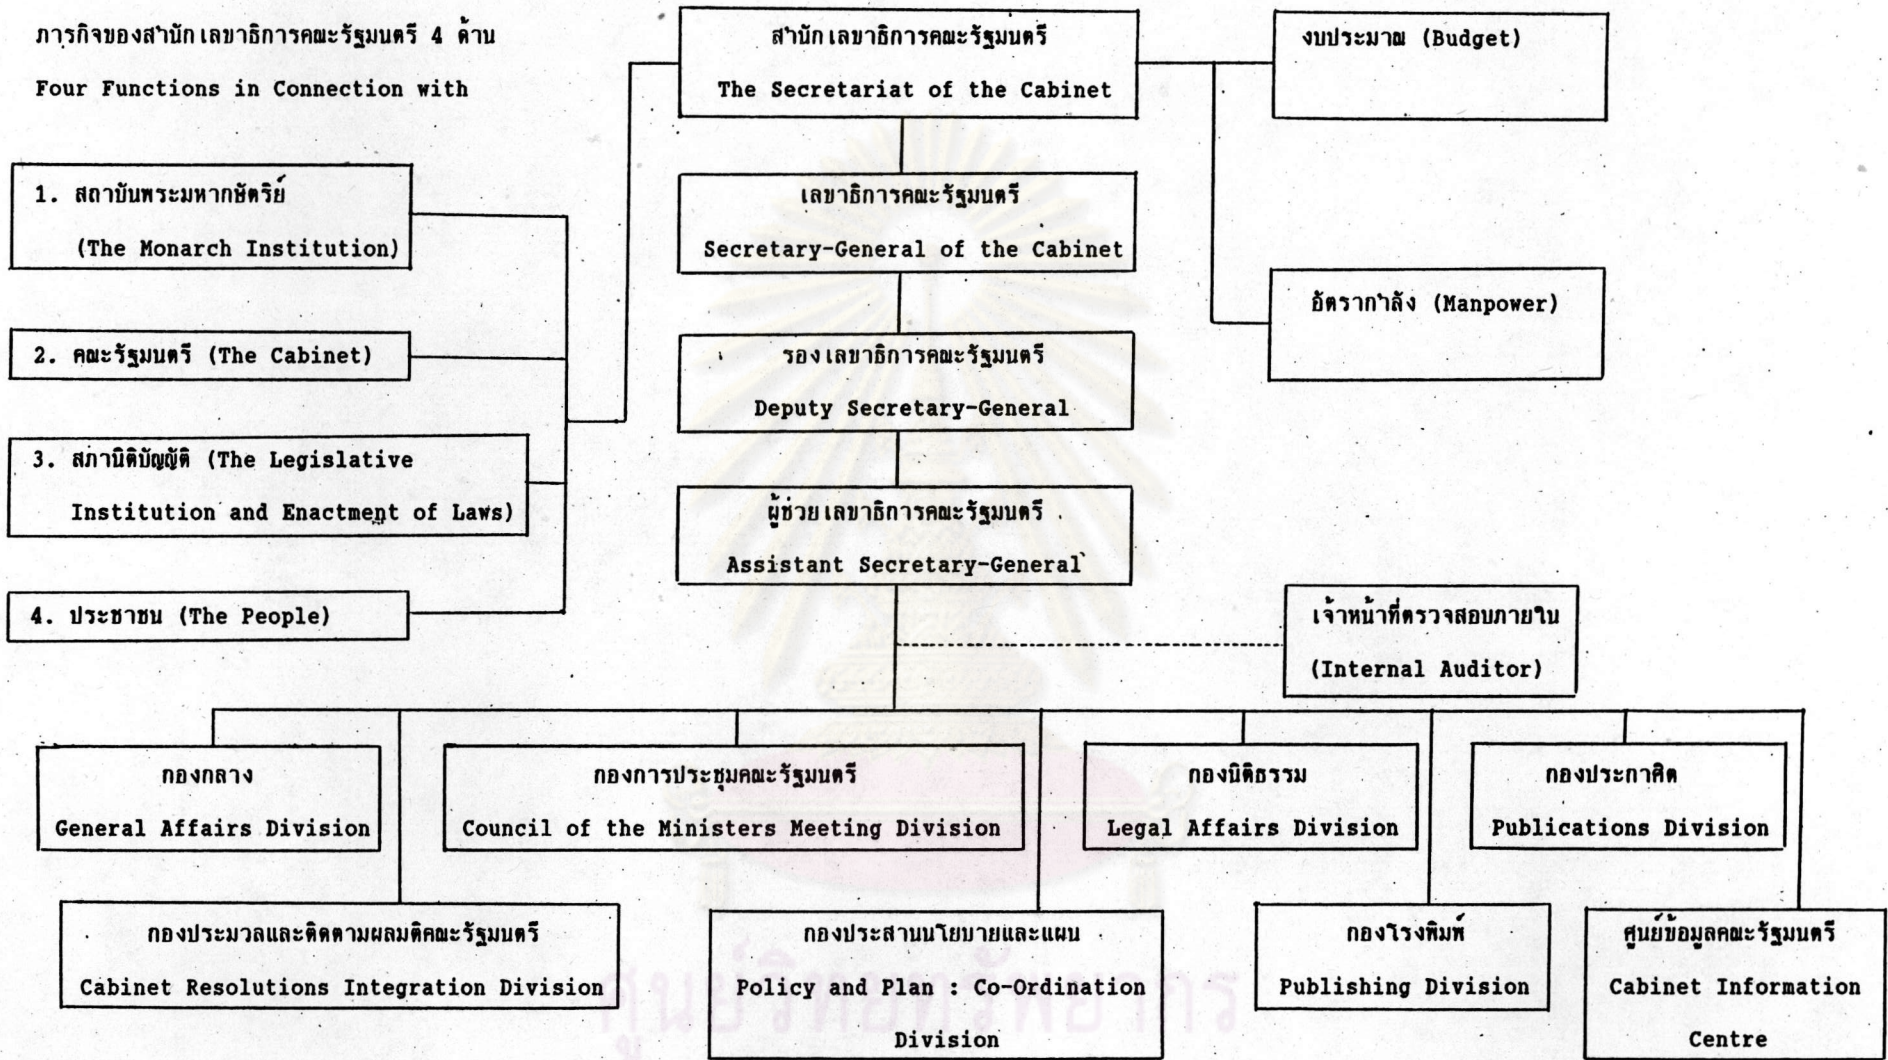 ภารกิจของสำนักเลขาธิการคณะรัฐมนตรี 4 ด้าน
Four Functions in Connection with
สำนักเลขาธิการคณะรัฐมนตรี
The Secretariat of the Cabinet
งบประมาณ (Budget)
1. สถาบันพระมหากษัตริย์
(The Monarch Institution)
เลขาธิการคณะรัฐมนตรี
Secretary-General of the Cabinet
อัตรากำลัง (Manpower)
2. คณะรัฐมนตรี (The Cabinet)
รองเลขาธิการคณะรัฐมนตรี
Deputy Secretary-General
3. สภานิติบัญญัติ (The Legislative
Institution and Enactment of Laws)
ผู้ช่วยเลขาธิการคณะรัฐมนตรี
Assistant Secretary-General
4. ประชาชน (The People)
เจ้าหน้าที่ตรวจสอบภายใน
(Internal Auditor)
กองกลาง
General Affairs Division
กองการประชุมคณะรัฐมนตรี
Council of the Ministers Meeting Division
กองนิติธรรม
Legal Affairs Division
กองประกาศิต
Publications Division
กองประมวลและติดตามผลมติคณะรัฐมนตรี
Cabinet Resolutions Integration Division
กองประสานนโยบายและแผน
Policy and Plan : Co-Ordination
Division
กองโรงพิมพ์
Publishing Division
ศูนย์ข้อมูลคณะรัฐมนตรี
Cabinet Information
Centre
ศูนย์วิทยทรัพยากร